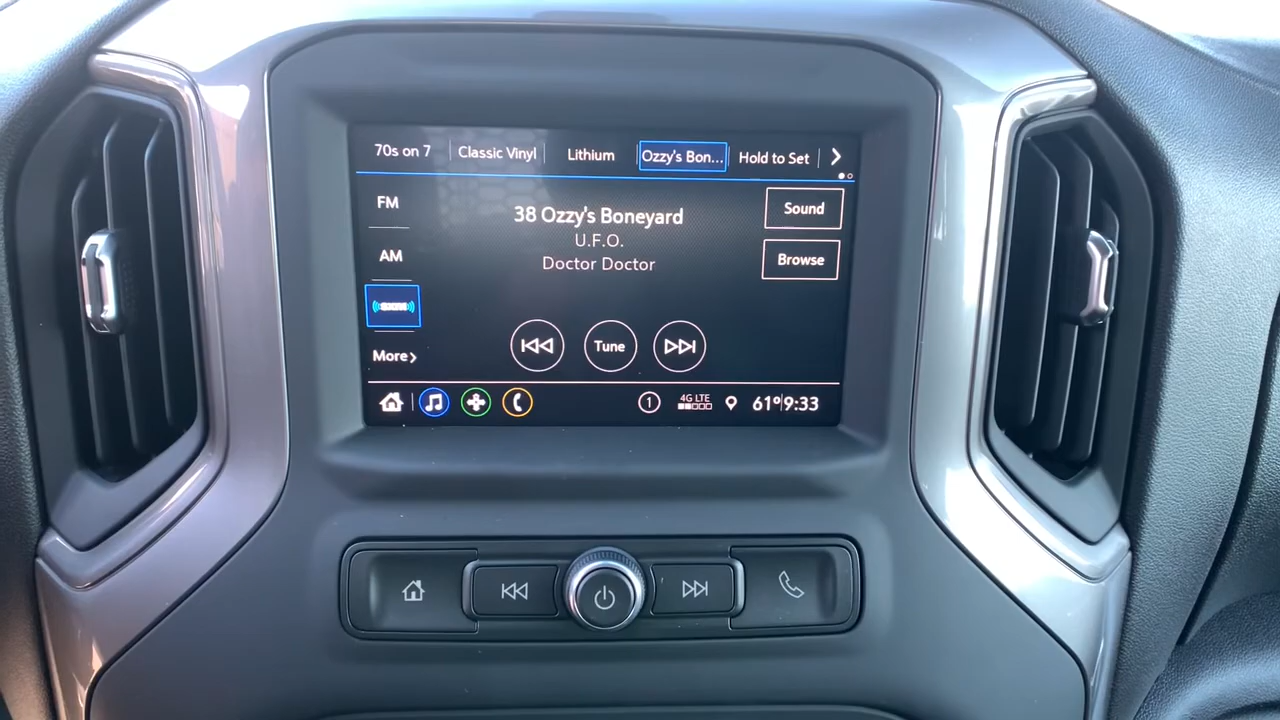 70s on 7 Classic Vinyl Lithium Ozzy's Bon... Hold to Set
FM
38 Ozzy's Boneyard
Sound
U.F.O.
AM
Doctor Doctor
Browse
More
Tune
1 4G LTE 61° 9:33